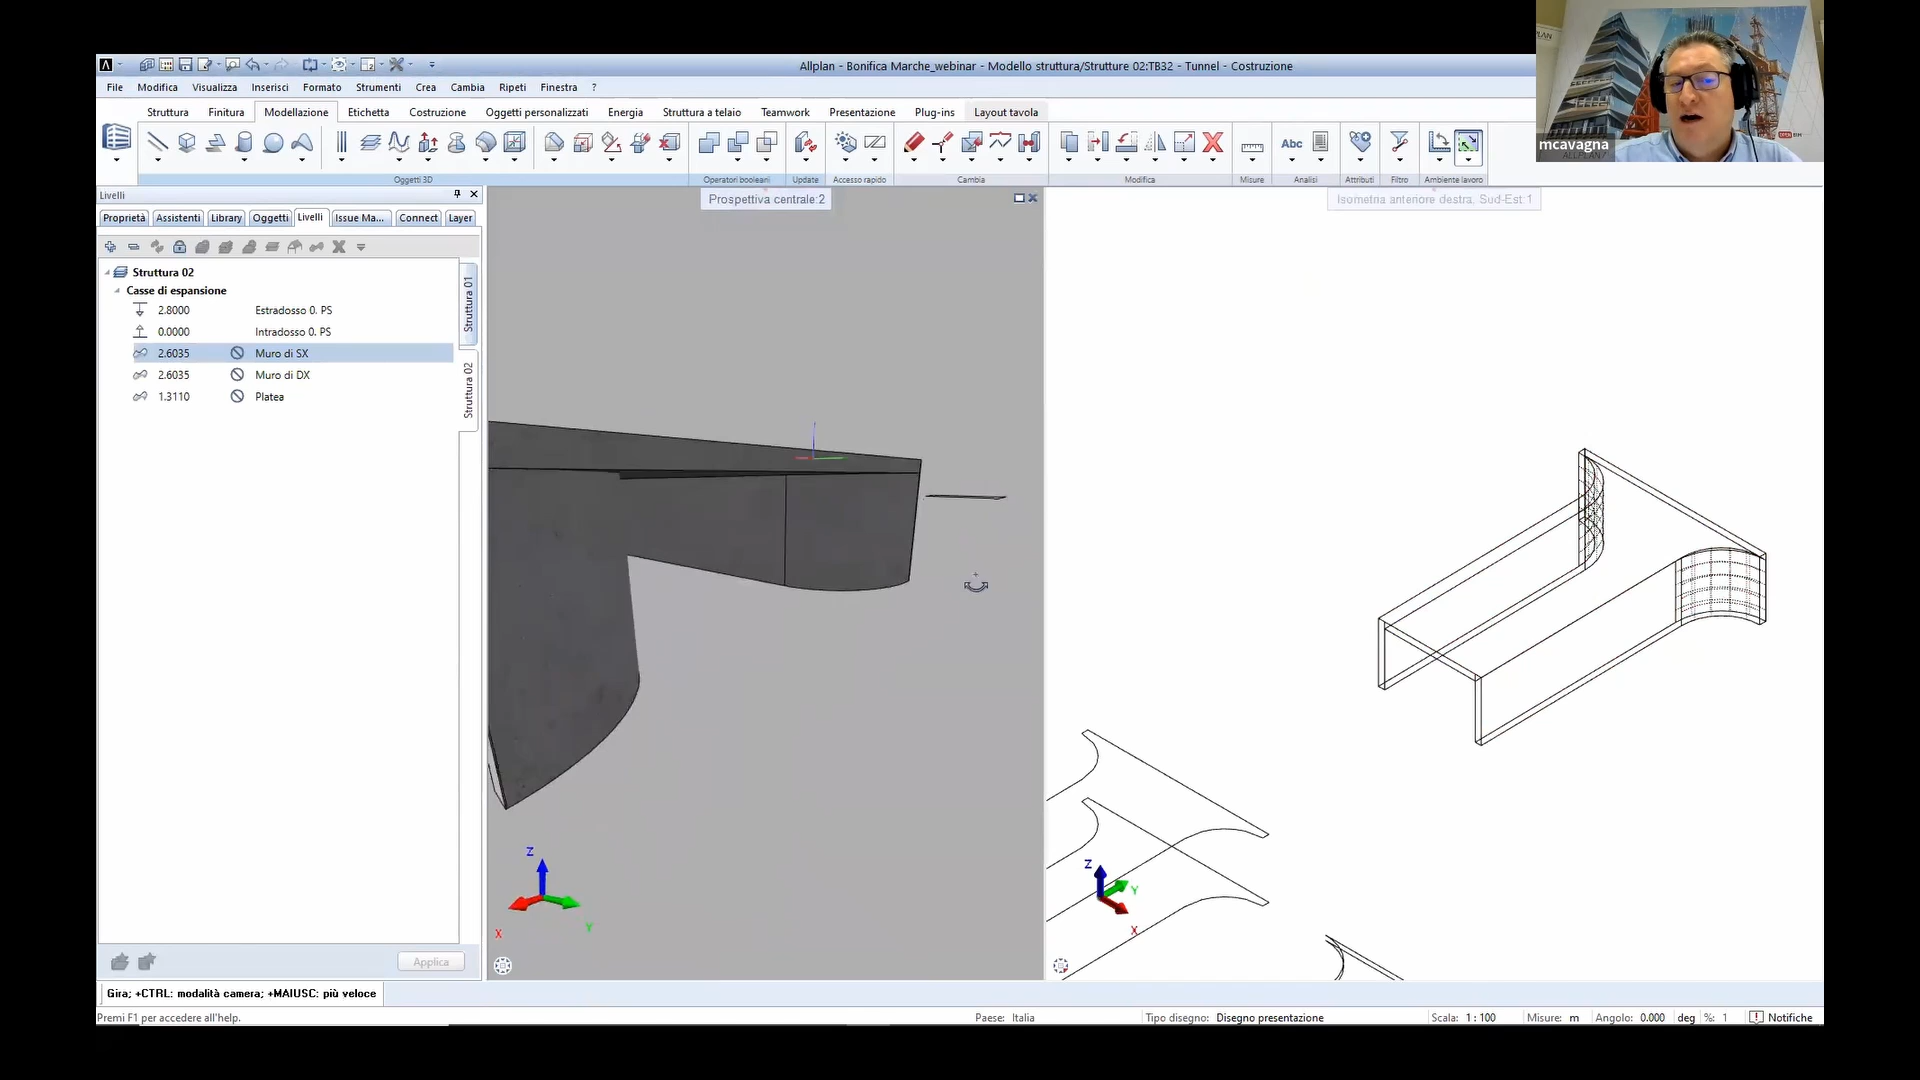 Allplan - Bonifica Marche_webinar - Modello struttura/Strutture 02:TB32 - Tunnel - Costruzione
File Modifica Visualizza Inserisci Formato Strumenti Crea Cambia Ripeti Finestra ?
Struttura Finitura Modellazione Etichetta Costruzione Oggetti personalizzati Energia Struttura a telaio Teamwork Presentazione Plug-ins Layout tavola
Abc
Oggetti 3D Operatori booleani Update Accesso rapido Cambia Modifica Misure Analisi Attributi Filtro Ambiente lavoro
mcavagna
Livelli
Proprietà Assistenti Library Oggetti Livelli Issue Ma... Connect Layer
Struttura 02
Casse di espansione
2.8000 Estradosso 0. PS
0.0000 Intradosso 0. PS
2.6035 Muro di SX
2.6035 Muro di DX
1.3110 Platea
Struttura 01
Struttura 02
Applica
Prospettiva centrale:2
Isometria anteriore destra, Sud-Est:1
Z
X
Y
Z
Y
X
Gira; +CTRL: modalità camera; +MAIUSC: più veloce
Premi F1 per accedere all'help.
Paese: Italia Tipo disegno: Disegno presentazione Scala: 1 : 100 Misure: m Angolo: 0.000 deg %: 1 Notifiche